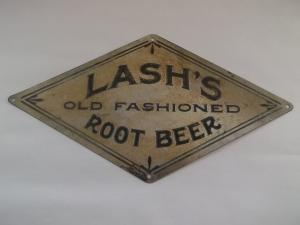 LASH'S
OLD FASHIONED
ROOT BEER